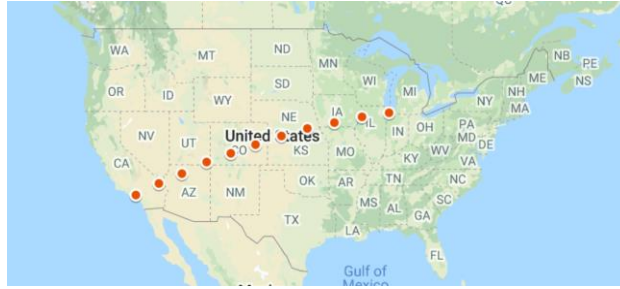 QC
WA
MT
ND
MN
NB
PE
ME
NS
OR
ID
WY
SD
WI
MI
NY
NH
MA
NV
UT
NE
IA
IL
IN
OH
PA
MD
DE
United States
CO
KS
MO
WV
VA
KY
CA
AZ
NM
OK
AR
TN
NC
MS
AL
SC
GA
TX
LA
FL
Gulf of
Mexico